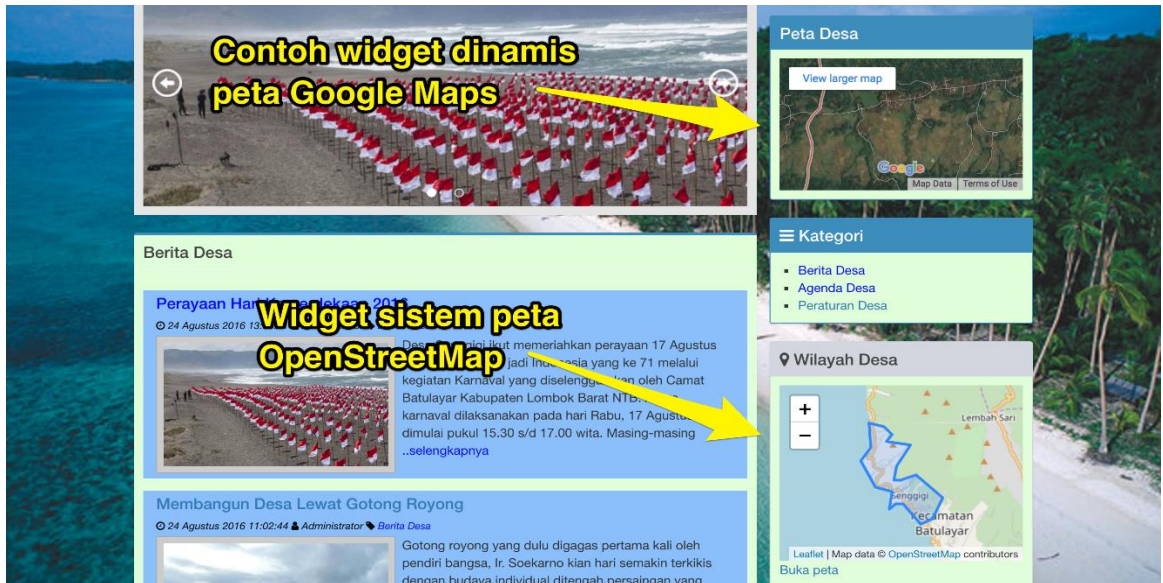 Contoh widget dinamis
peta Google Maps
Peta Desa
View larger map
Google
Map Data
Terms of Use
Kategori
Berita Desa
Agenda Desa
Peraturan Desa
Berita Desa
Perayaan Hari 2016
24 Agustus 2016
Widget sistem peta
OpenStreetMap
ikut memeriahkan perayaan 17 Agustus
jadi Indonesia yang ke 71 melalui
kegiatan Karnaval yang oleh Camat
Batulayar Kabupaten Lombok Barat NTB.
karnaval dilaksanakan pada hari Rabu, 17
dimulai pukul 15.30 s/d 17.00 wita. Masing-masing
..selengkapnya
Membangun Desa Lewat Gotong Royong
24 Agustus 2016 11:02:44 Administrator Berita Desa
Gotong royong yang dulu digagas pertama kali oleh
pendiri bangsa, Ir. Soekarno kian hari semakin terkikis
dengan budaya individual ditengah persaingan yang
Wilayah Desa
+
−
Lembah Sari
Senggigi
Kecamatan
Batulayar
Leaflet | Map data © OpenStreetMap contributors
Buka peta